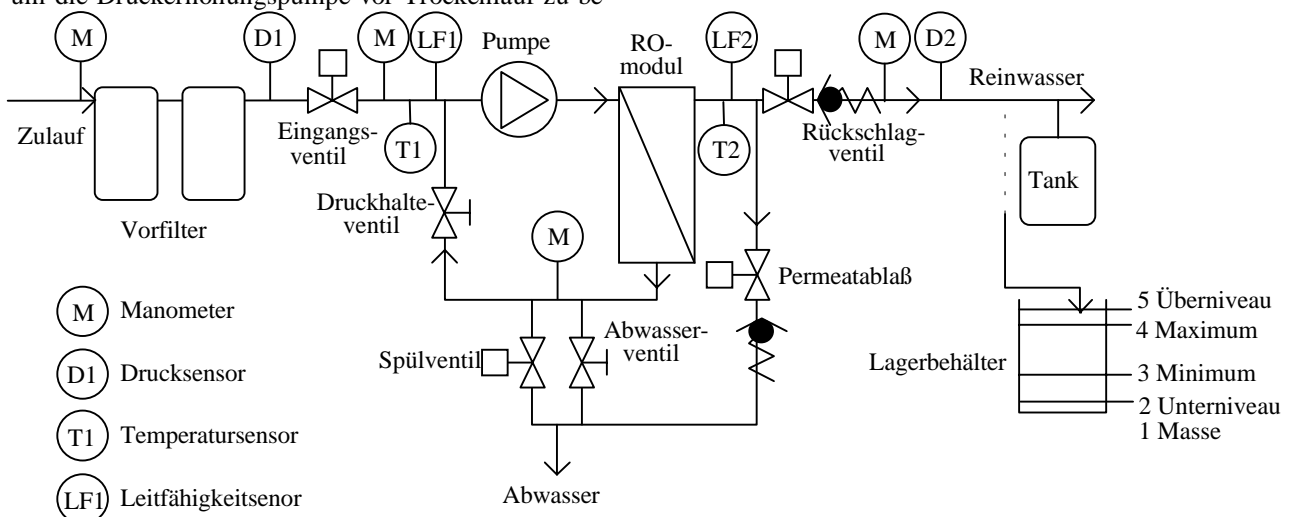 um die Druckerhöhungspumpe vor Trockenlauf zu be-
M
D1
M
LF1
Pumpe
RO-
modul
LF2
M
D2
Reinwasser
Zulauf
Eingangs-
ventil
T1
T2
Rückschlag-
ventil
Tank
Vorfilter
Druckhalte-
ventil
M
Permeatablaß
M Manometer
D1 Drucksensor
T1 Temperatursensor
LF1 Leitfähigkeitsenor
Spülventil
Abwasser-
ventil
Abwasser
Lagerbehälter
5 Überniveau
4 Maximum
3 Minimum
2 Unterniveau
1 Masse